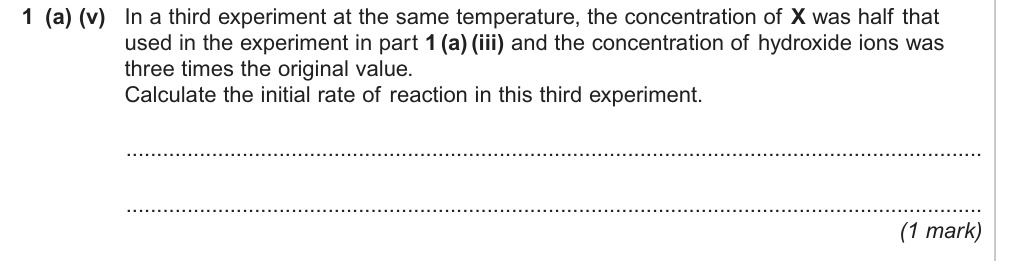 1 (a) (v) In a third experiment at the same temperature, the concentration of X was half that
used in the experiment in part 1 (a) (iii) and the concentration of hydroxide ions was
three times the original value.
Calculate the initial rate of reaction in this third experiment.
(1 mark)